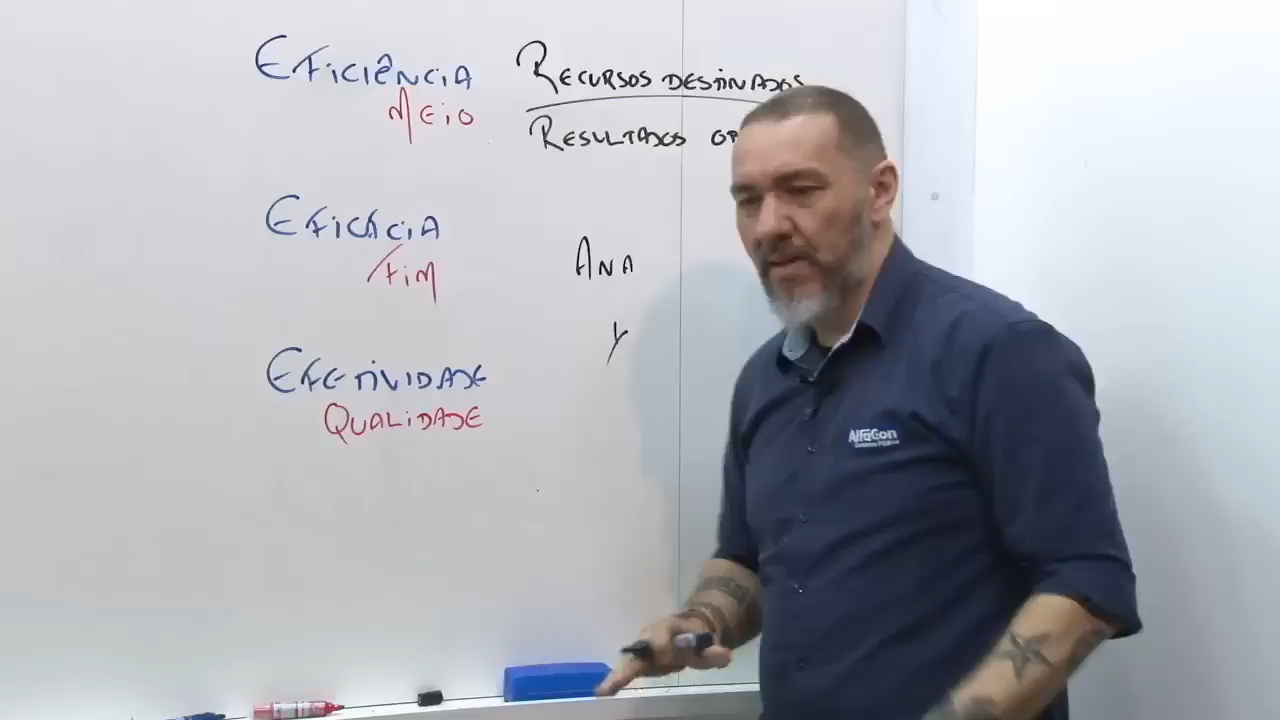 Eficiência Recursos destinados
Meio Resultados
Eficácia
Fim Ana
Y
Efetividade
Qualidade
AlfaCon